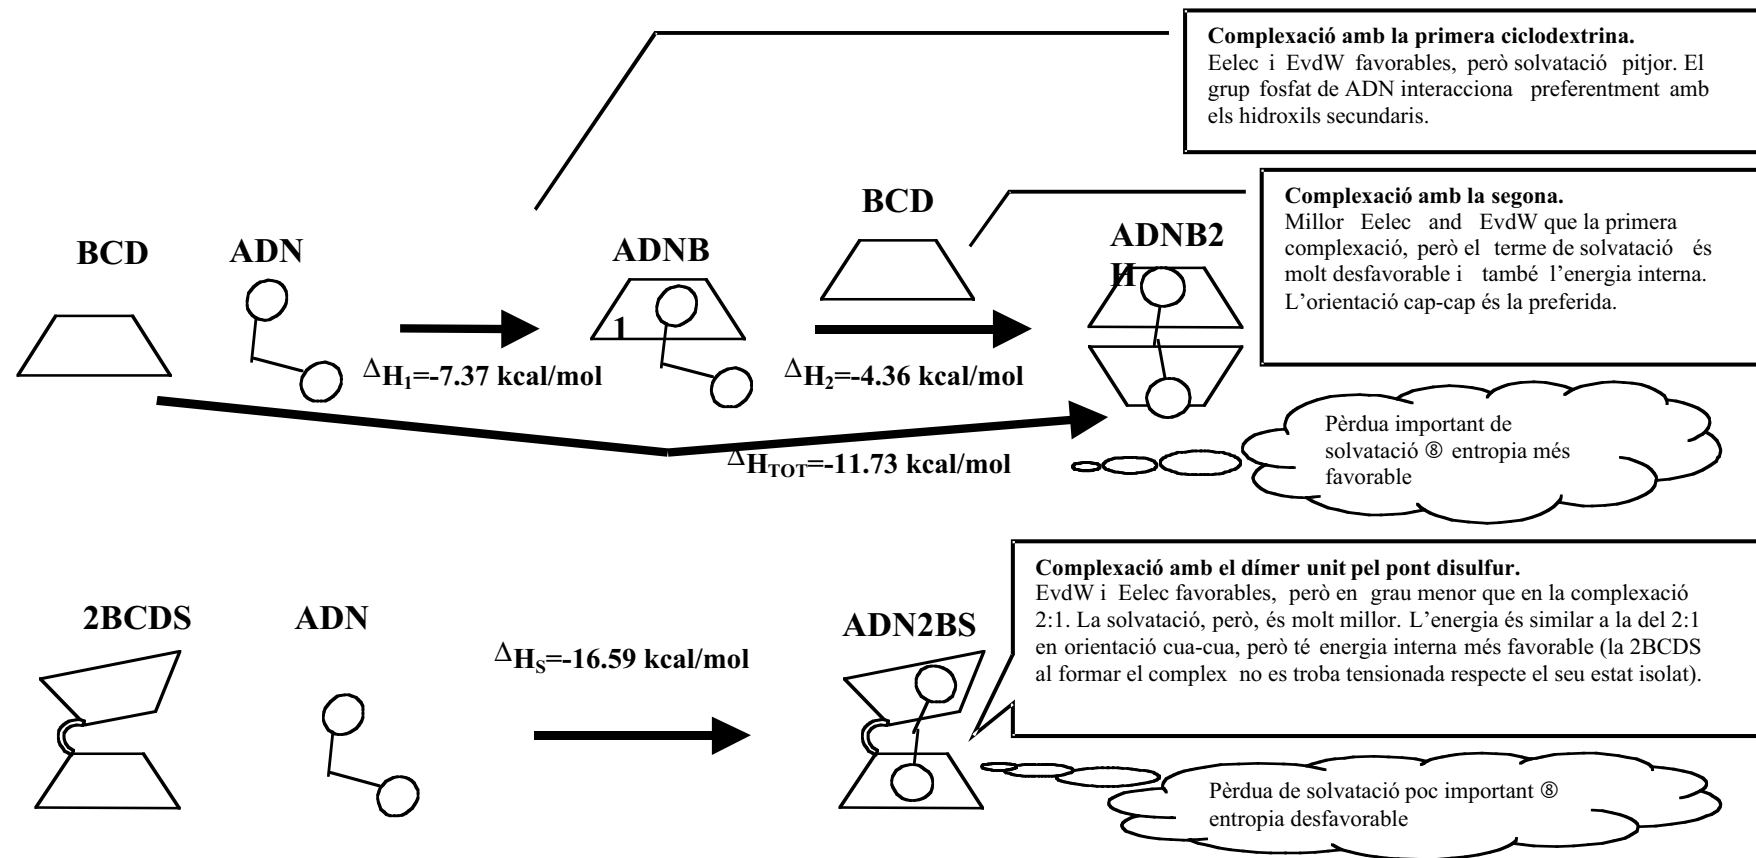 Complexació amb la primera ciclodextrina.
Eelec i EvdW favorables, però solvatació pitjor. El
grup fosfat de ADN interacciona preferentment amb
els hidroxils secundaris.
BCD
Complexació amb la segona.
Millor Eelec and EvdW que la primera
complexació, però el terme de solvatació és
molt desfavorable i també l'energia interna.
L'orientació cap-cap és la preferida.
BCD
ADN
ADNB
1
ADNB2
H
ΔH₁=-7.37 kcal/mol
ΔH₂=-4.36 kcal/mol
ΔH_TOT=-11.73 kcal/mol
Pèrdua important de
solvatació ® entropia més
favorable
Complexació amb el dímer unit pel pont disulfur.
EvdW i Eelec favorables, però en grau menor que en la complexació
2:1. La solvatació, però, és molt millor. L'energia és similar a la del 2:1
en orientació cua-cua, però té energia interna més favorable (la 2BCDS
al formar el complex no es troba tensionada respecte el seu estat isolat).
2BCDS
ADN
ΔH_S=-16.59 kcal/mol
ADN2BS
Pèrdua de solvatació poc important ®
entropia desfavorable